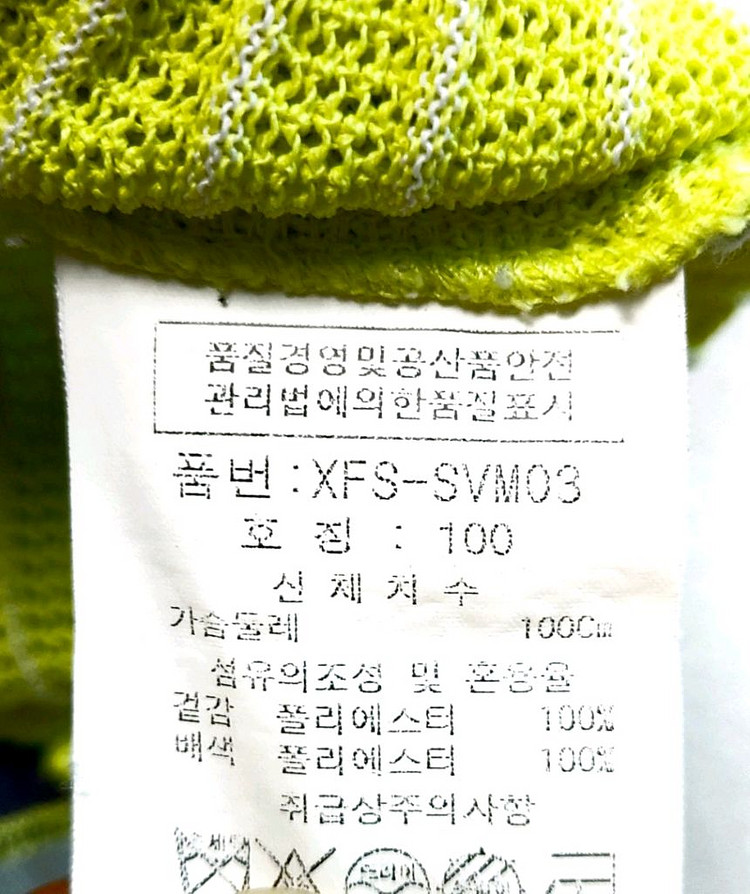 품질경영및공산품안전
관리법에의한품질표시
품번:XFS-SVM03
호 칭 : 100
신 체 치 수
가슴둘레 100Cm
섬유의조성 및 혼용율
겉감 폴리에스터 100%
배색 폴리에스터 100%
취급상주의사항
드라이